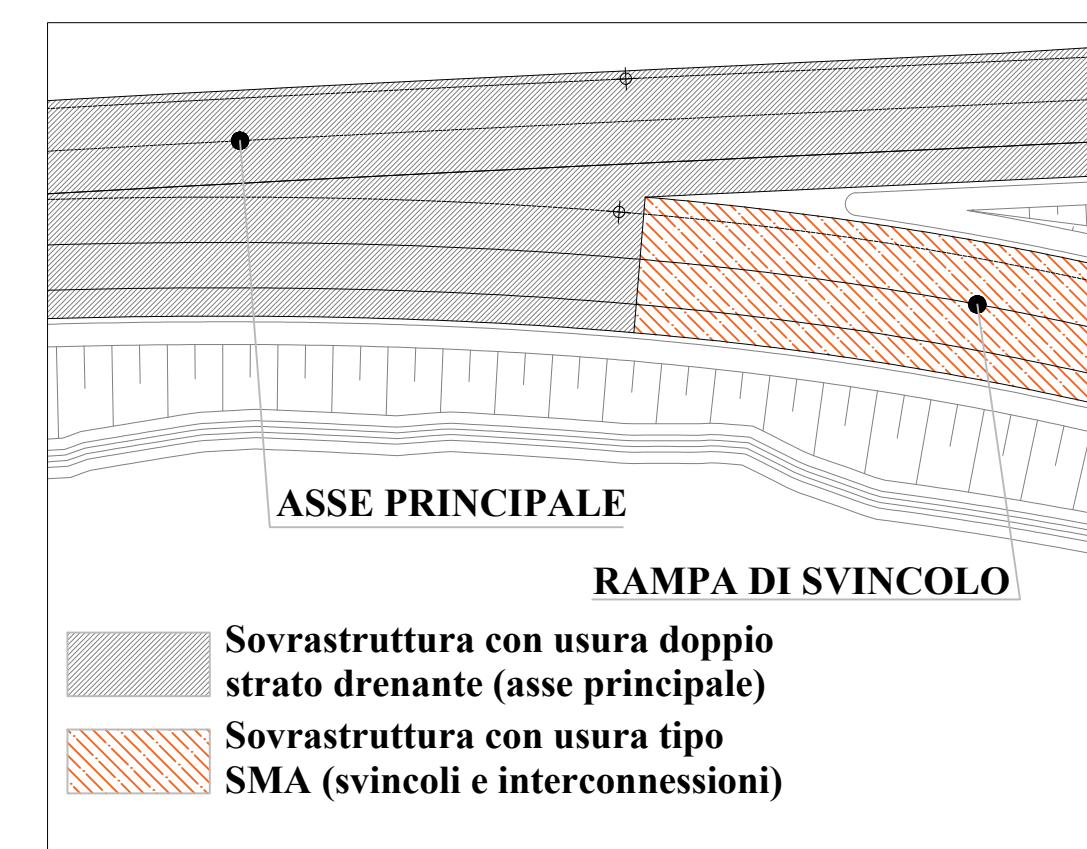 ASSE PRINCIPALE
RAMPA DI SVINCOLO
Sovrastruttura con usura doppio
strato drenante (asse principale)
Sovrastruttura con usura tipo
SMA (svincoli e interconnessioni)